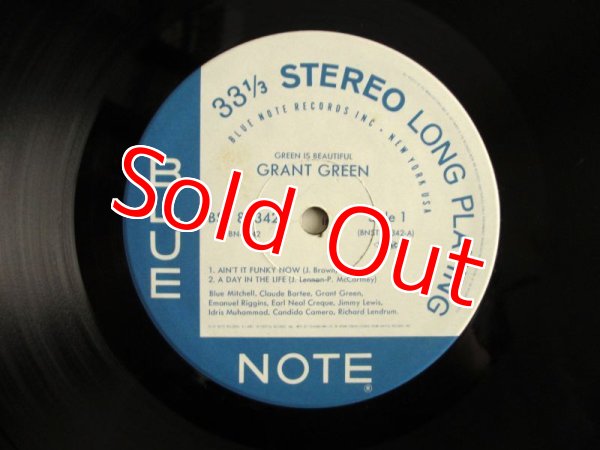 33 1/3 STEREO LONG PLAYING
BLUE NOTE RECORDS INC • NEW YORK USA
GREEN IS BEAUTIFUL
GRANT GREEN
Sold Out
1. AIN'T IT FUNKY NOW (J. Brown)
2. A DAY IN THE LIFE (J. Lennon-P. McCartney)
Blue Mitchell, Claude Bartee, Grant Green,
Emanuel Riggins, Earl Neal Creque, Jimmy Lewis,
Idris Muhammad, Candido Camero, Richard Landrum.
BLUE
NOTE®